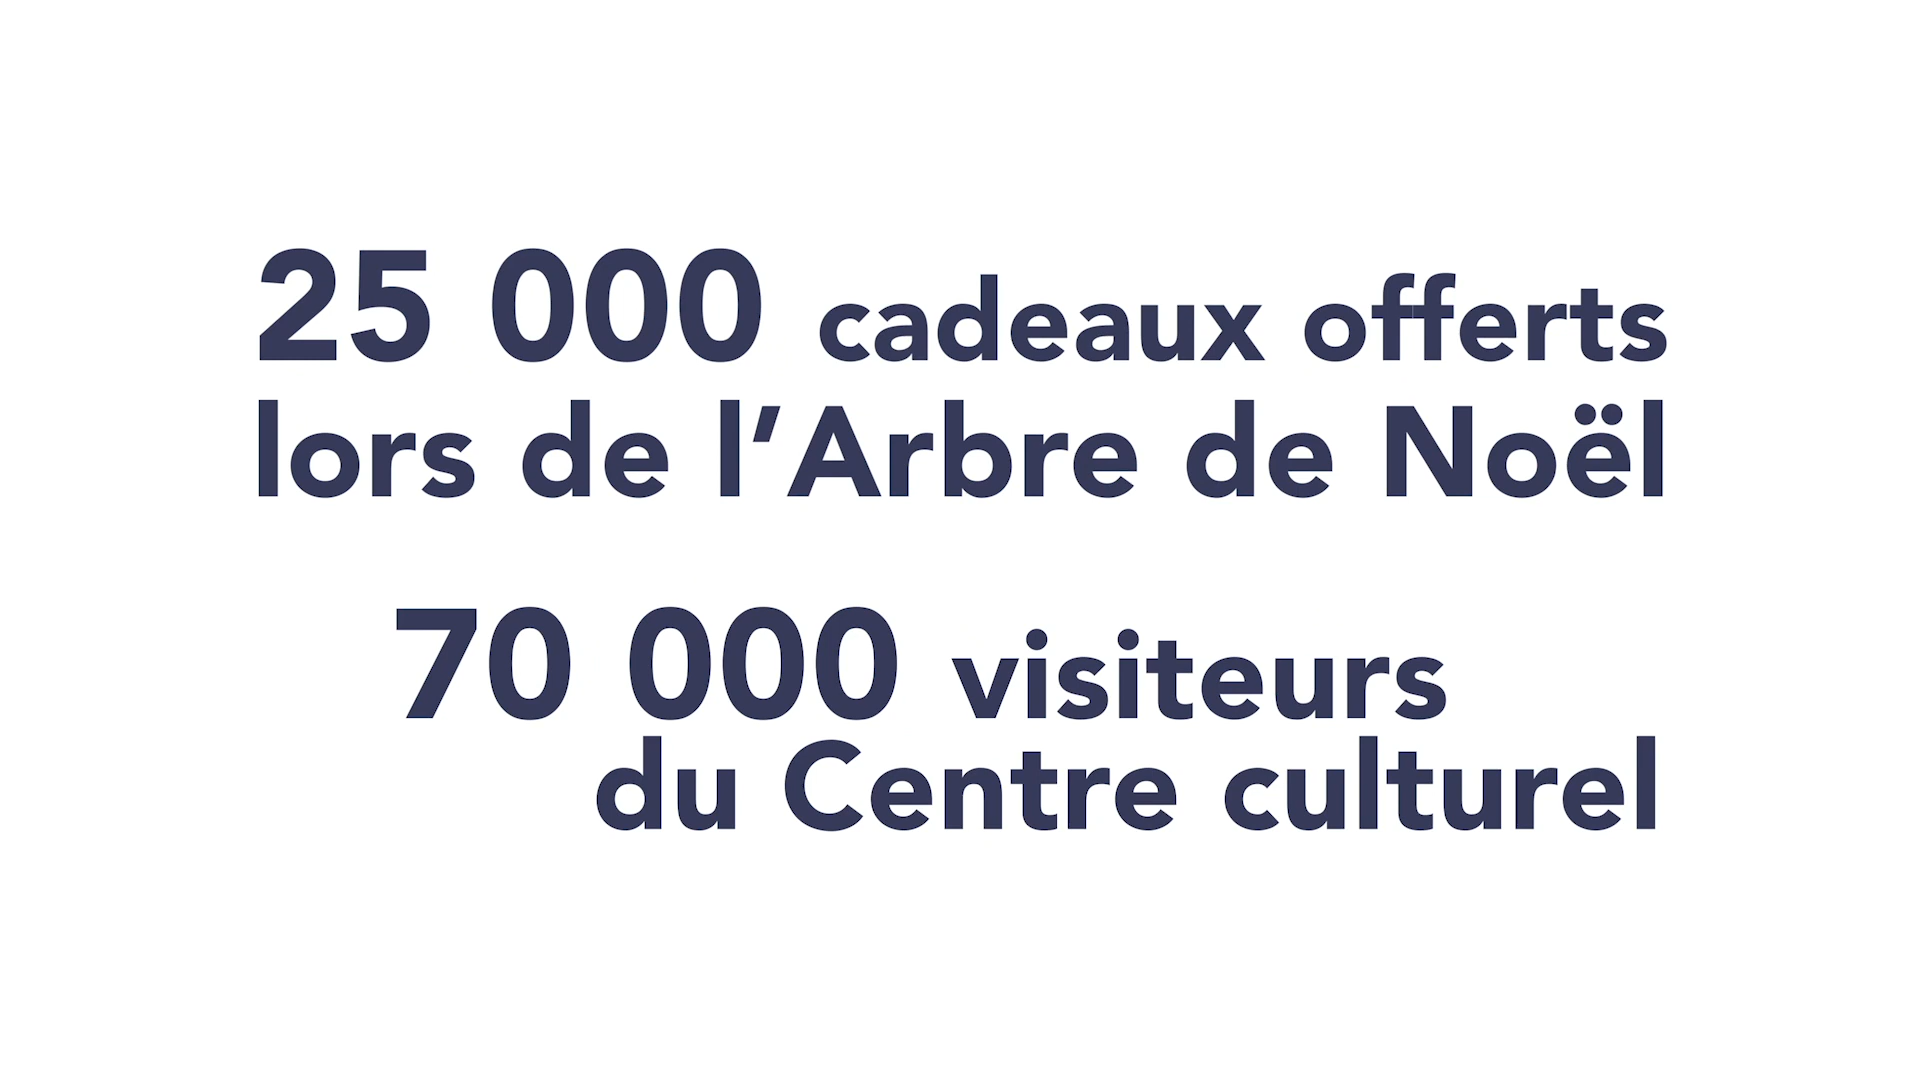 25 000 cadeaux offerts
lors de l’Arbre de Noël
70 000 visiteurs
du Centre culturel